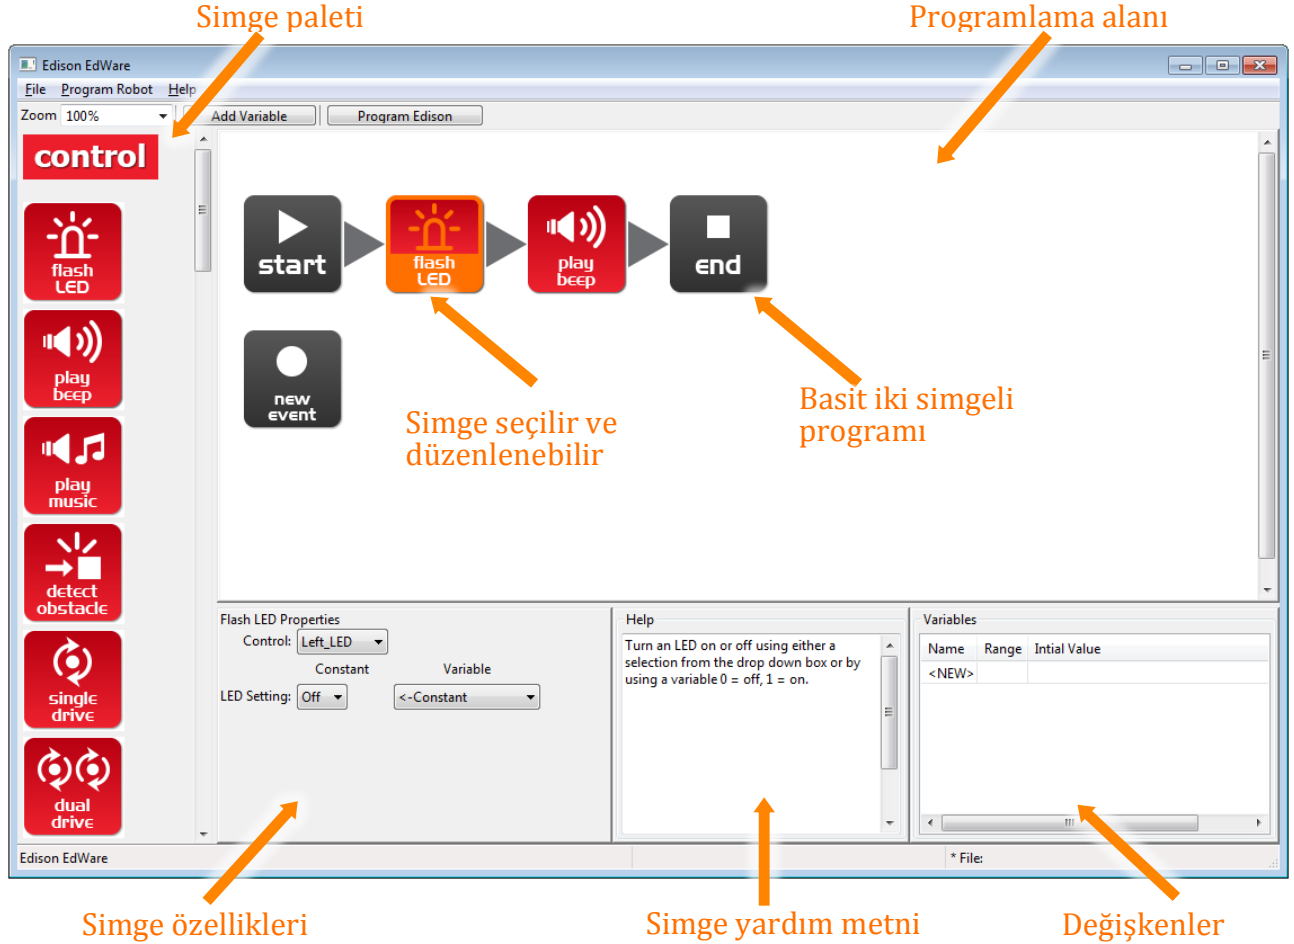 Simge paleti
Programlama alanı
Edison EdWare
File Program Robot Help
Zoom 100% Add Variable Program Edison
control
flash
LED
play
beep
play
music
detect
obstacle
single
drive
dual
drive
start
flash
LED
play
beep
end
new
event
Simge seçilir ve
düzenlenebilir
Basit iki simgeli
programı
Flash LED Properties
Control: Left_LED
Constant Variable
LED Setting: Off <-Constant
Help
Turn an LED on or off using either a
selection from the drop down box or by
using a variable 0 = off, 1 = on.
Variables
Name Range Intial Value
<NEW>
Edison EdWare
* File:
Simge özellikleri
Simge yardım metni
Değişkenler